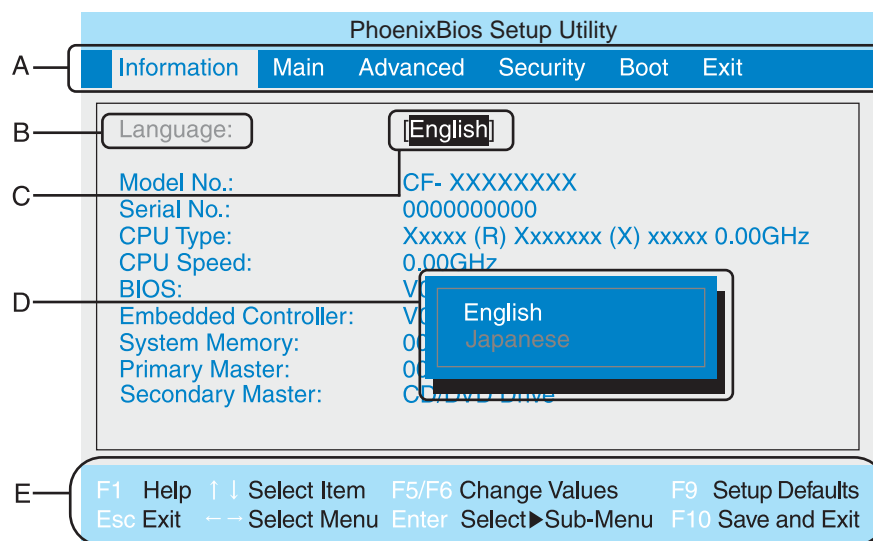 PhoenixBios Setup Utility
A Information Main Advanced Security Boot Exit
B Language: [English]
Model No.: CF- XXXXXXXX
C
Serial No.: 0000000000
CPU Type: Xxxxx (R) Xxxxxxx (X) xxxxx 0.00GHz
CPU Speed: 0.00GHz
BIOS:
D
Embedded Controller:
English
System Memory:
Japanese
Primary Master:
Secondary Master: CD/DVD Drive
E
F1 Help ↑ ↓ Select Item F5/F6 Change Values F9 Setup Defaults
Esc Exit ← → Select Menu Enter Select▶Sub-Menu F10 Save and Exit